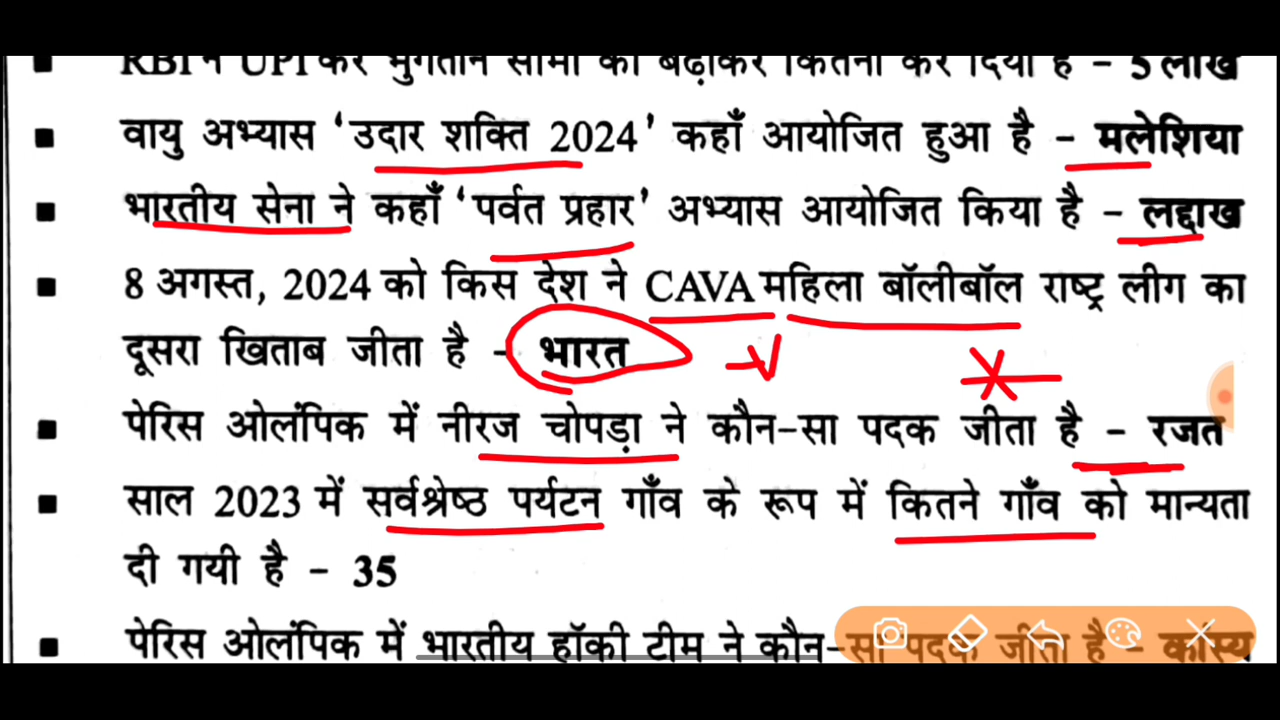 RBI ने UPI कर भुगतान सीमा को बढ़ाकर कितना कर दिया है – 5 लाख
वायु अभ्यास ‘उदार शक्ति 2024’ कहाँ आयोजित हुआ है – मलेशिया
भारतीय सेना ने कहाँ ‘पर्वत प्रहार’ अभ्यास आयोजित किया है – लद्दाख
8 अगस्त, 2024 को किस देश ने CAVA महिला बॉलीबॉल राष्ट्र लीग का
दूसरा खिताब जीता है – भारत
पेरिस ओलंपिक में नीरज चोपड़ा ने कौन-सा पदक जीता है – रजत
साल 2023 में सर्वश्रेष्ठ पर्यटन गाँव के रूप में कितने गाँव को मान्यता
दी गयी है – 35
पेरिस ओलंपिक में भारतीय हॉकी टीम ने कौन-सा पदक जीता है – कांस्य